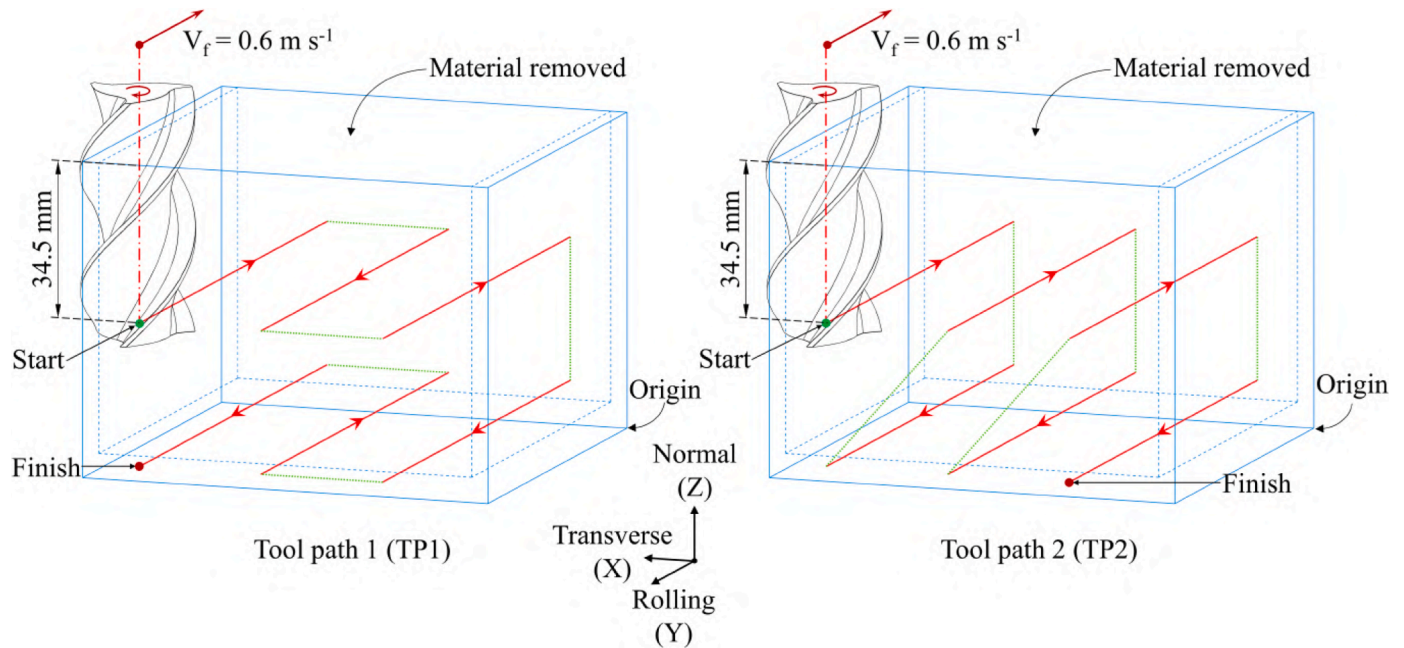 V_f = 0.6 m s⁻¹
Material removed
34.5 mm
Start
Origin
Finish
Tool path 1 (TP1)
Normal
(Z)
Transverse
(X)
Rolling
(Y)
V_f = 0.6 m s⁻¹
Material removed
34.5 mm
Start
Origin
Finish
Tool path 2 (TP2)